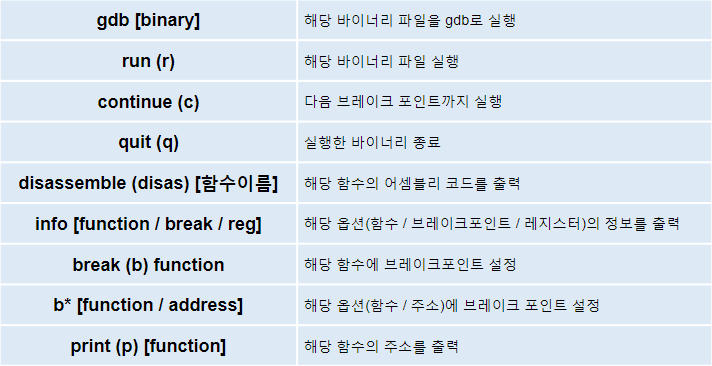 gdb [binary] 해당 바이너리 파일을 gdb로 실행
run (r) 해당 바이너리 파일 실행
continue (c) 다음 브레이크 포인트까지 실행
quit (q) 실행한 바이너리 종료
disassemble (disas) [함수이름] 해당 함수의 어셈블리 코드를 출력
info [function / break / reg] 해당 옵션(함수 / 브레이크포인트 / 레지스터)의 정보를 출력
break (b) function 해당 함수에 브레이크포인트 설정
b* [function / address] 해당 옵션(함수 / 주소)에 브레이크 포인트 설정
print (p) [function] 해당 함수의 주소를 출력